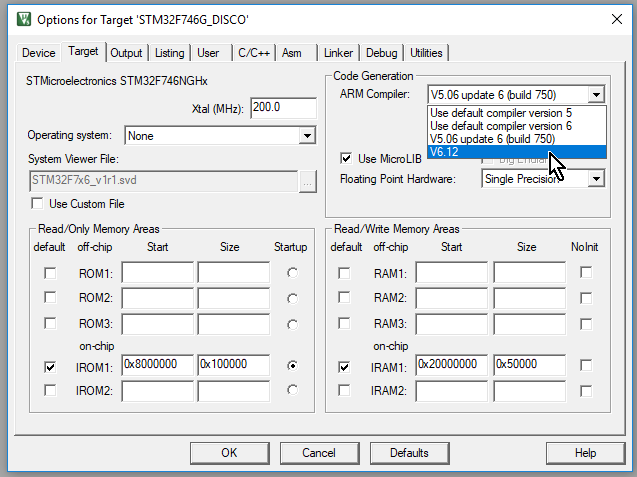 Options for Target 'STM32F746G_DISCO'
Device Target Output Listing User C/C++ Asm Linker Debug Utilities
STMicroelectronics STM32F746NGHx
Xtal (MHz): 200.0
Operating system: None
System Viewer File:
STM32F7x6_v1r1.svd ...
Use Custom File
Code Generation
ARM Compiler: V5.06 update 6 (build 750)
Use default compiler version 5
Use default compiler version 6
V5.06 update 6 (build 750)
V6.12
Use MicroLIB Big Endian
Floating Point Hardware: Single Precision
Read/Only Memory Areas
default off-chip Start Size Startup
ROM1:
ROM2:
ROM3:
on-chip
IROM1: 0x8000000 0x100000
IROM2:
Read/Write Memory Areas
default off-chip Start Size NoInit
RAM1:
RAM2:
RAM3:
on-chip
IRAM1: 0x20000000 0x50000
IRAM2:
OK Cancel Defaults Help